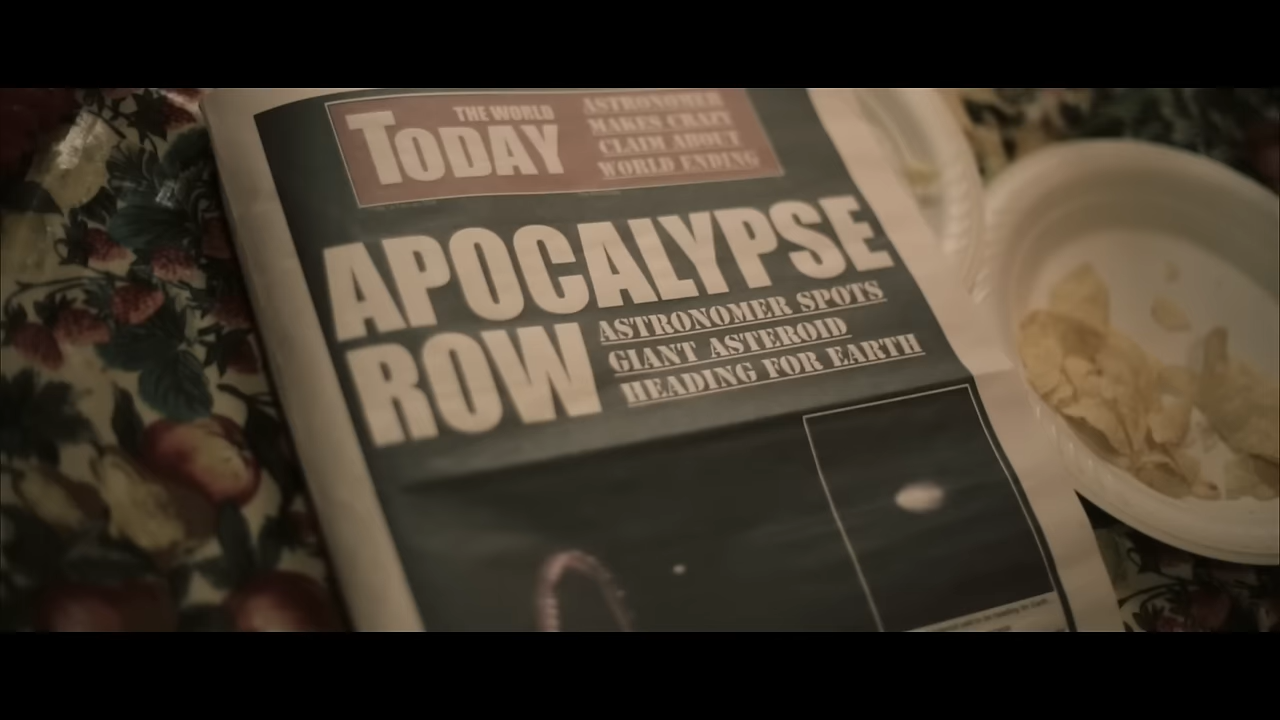 THE WORLD
TODAY
ASTRONOMER
MAKES CRAZY
CLAIM ABOUT
WORLD ENDING
APOCALYPSE
ROW
ASTRONOMER SPOTS
GIANT ASTEROID
HEADING FOR EARTH